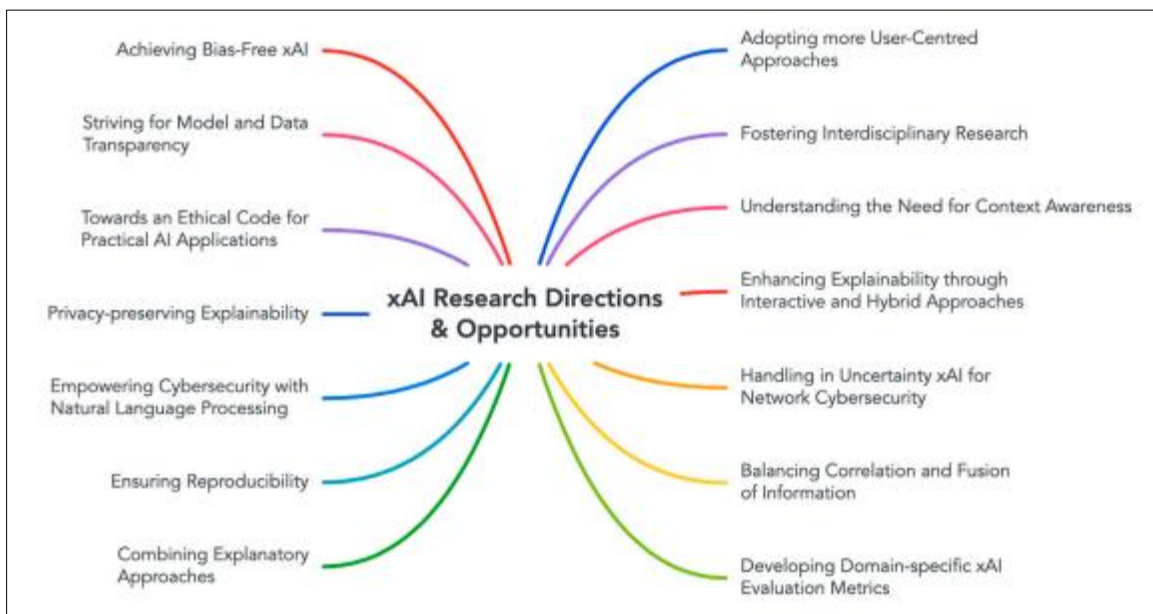 Achieving Bias-Free xAI
Striving for Model and Data
Transparency
Towards an Ethical Code for
Practical AI Applications
Privacy-preserving Explainability
Empowering Cybersecurity with
Natural Language Processing
Ensuring Reproducibility
Combining Explanatory
Approaches
xAI Research Directions
& Opportunities
Adopting more User-Centred
Approaches
Fostering Interdisciplinary Research
Understanding the Need for Context Awareness
Enhancing Explainability through
Interactive and Hybrid Approaches
Handling in Uncertainty xAI for
Network Cybersecurity
Balancing Correlation and Fusion
of Information
Developing Domain-specific xAI
Evaluation Metrics